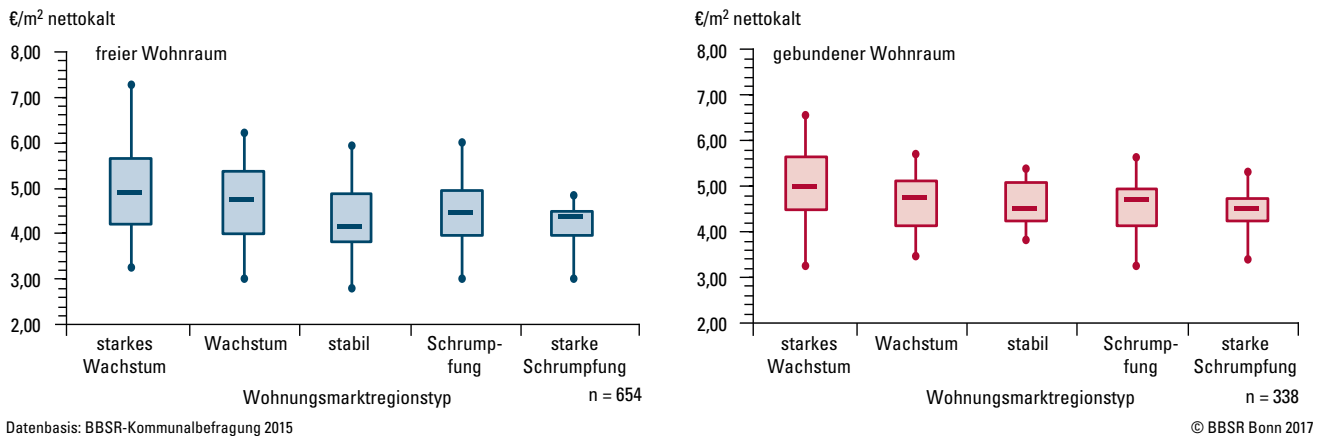 €/m² nettokalt
freier Wohnraum
8,00
7,00
6,00
5,00
4,00
3,00
2,00
starkes Wachstum
Wachstum
stabil
Schrump-
fung
starke
Schrumpfung
Wohnungsmarktregionstyp
n = 654
€/m² nettokalt
gebundener Wohnraum
8,00
7,00
6,00
5,00
4,00
3,00
2,00
starkes
Wachstum
Wachstum
stabil
Schrump-
fung
starke
Schrumpfung
Wohnungsmarktregionstyp
n = 338
Datenbasis: BBSR-Kommunalbefragung 2015
© BBSR Bonn 2017